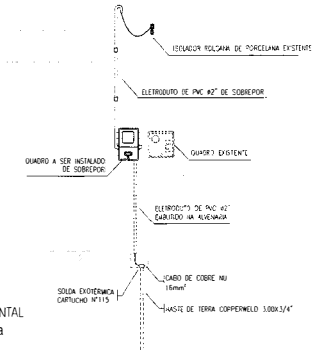 ISOLADOR ROLDANA DE PORCELANA EXISTENTE
ELETRODUTO DE PVC ø2" DE SOBREPOR
QUADRO A SER INSTALADO
DE SOBREPOR
QUADRO EXISTENTE
ELETRODUTO DE PVC ø2"
EMBUTIDO NA ALVENARIA
CABO DE COBRE NU
16mm²
SOLDA EXOTÉRMICA
CARTUCHO Nº115
HASTE DE TERRA COPPERWELD 3.00X3/4"
NTAL
a